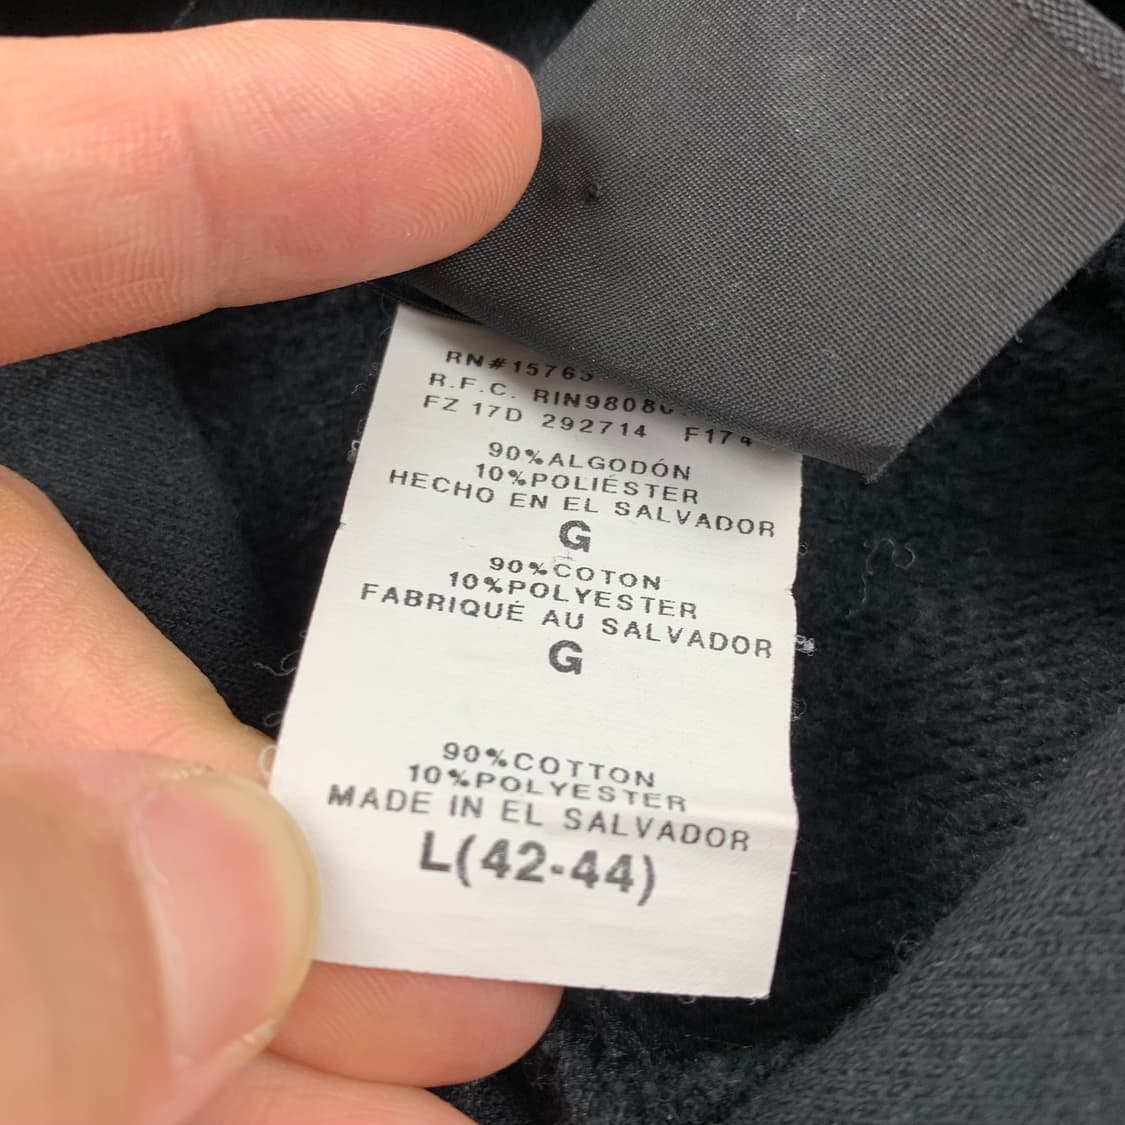 RN#15763
R.F.C. RIN9808
FZ 17D 292714 F174
90%ALGODÓN
10%POLIÉSTER
HECHO EN EL SALVADOR
G
90%COTON
10%POLYESTER
FABRIQUÉ AU SALVADOR
G
90%COTTON
10%POLYESTER
MADE IN EL SALVADOR
L(42-44)